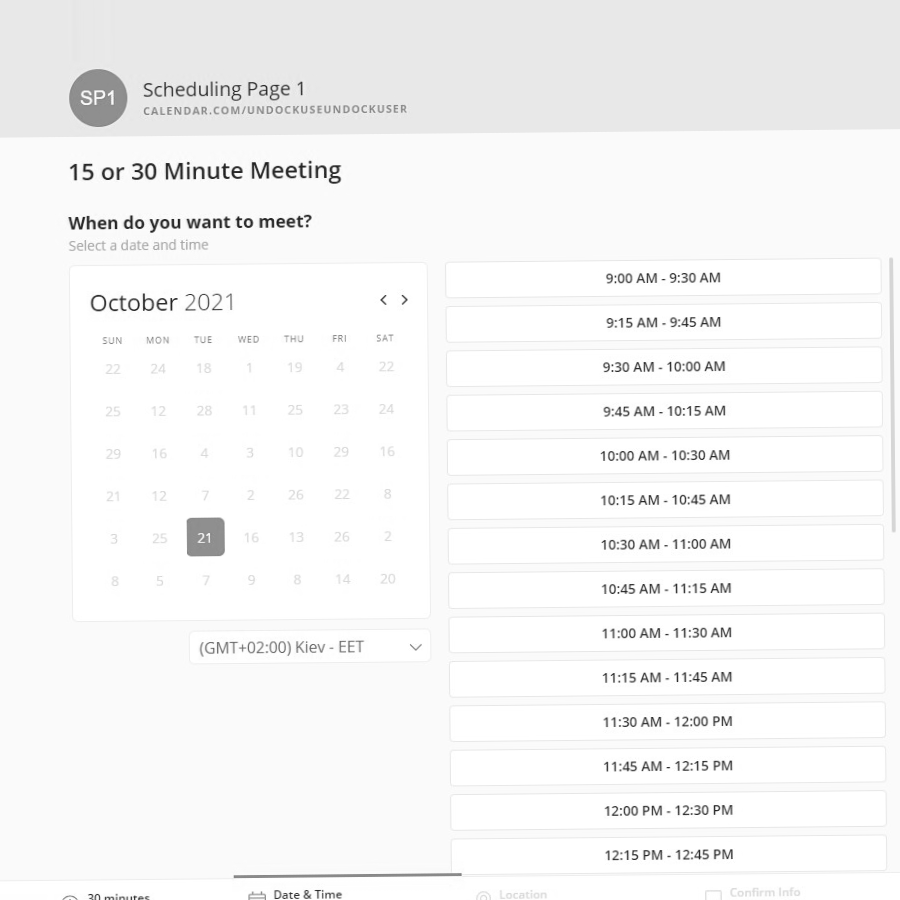 SP1
Scheduling Page 1
CALENDAR.COM/UNDOCKUSEUNDOCKUSER
15 or 30 Minute Meeting
When do you want to meet?
Select a date and time
October 2021
SUN MON TUE WED THU FRI SAT
22 24 18 1 19 4 22
25 12 28 11 25 23 24
29 16 4 3 10 29 16
21 12 7 2 26 22 8
3 25 21 16 13 26 2
8 5 7 9 8 14 20
(GMT+02:00) Kiev - EET
9:00 AM - 9:30 AM
9:15 AM - 9:45 AM
9:30 AM - 10:00 AM
9:45 AM - 10:15 AM
10:00 AM - 10:30 AM
10:15 AM - 10:45 AM
10:30 AM - 11:00 AM
10:45 AM - 11:15 AM
11:00 AM - 11:30 AM
11:15 AM - 11:45 AM
11:30 AM - 12:00 PM
11:45 AM - 12:15 PM
12:00 PM - 12:30 PM
12:15 PM - 12:45 PM
30 minutes
Date & Time
Location
Confirm Info